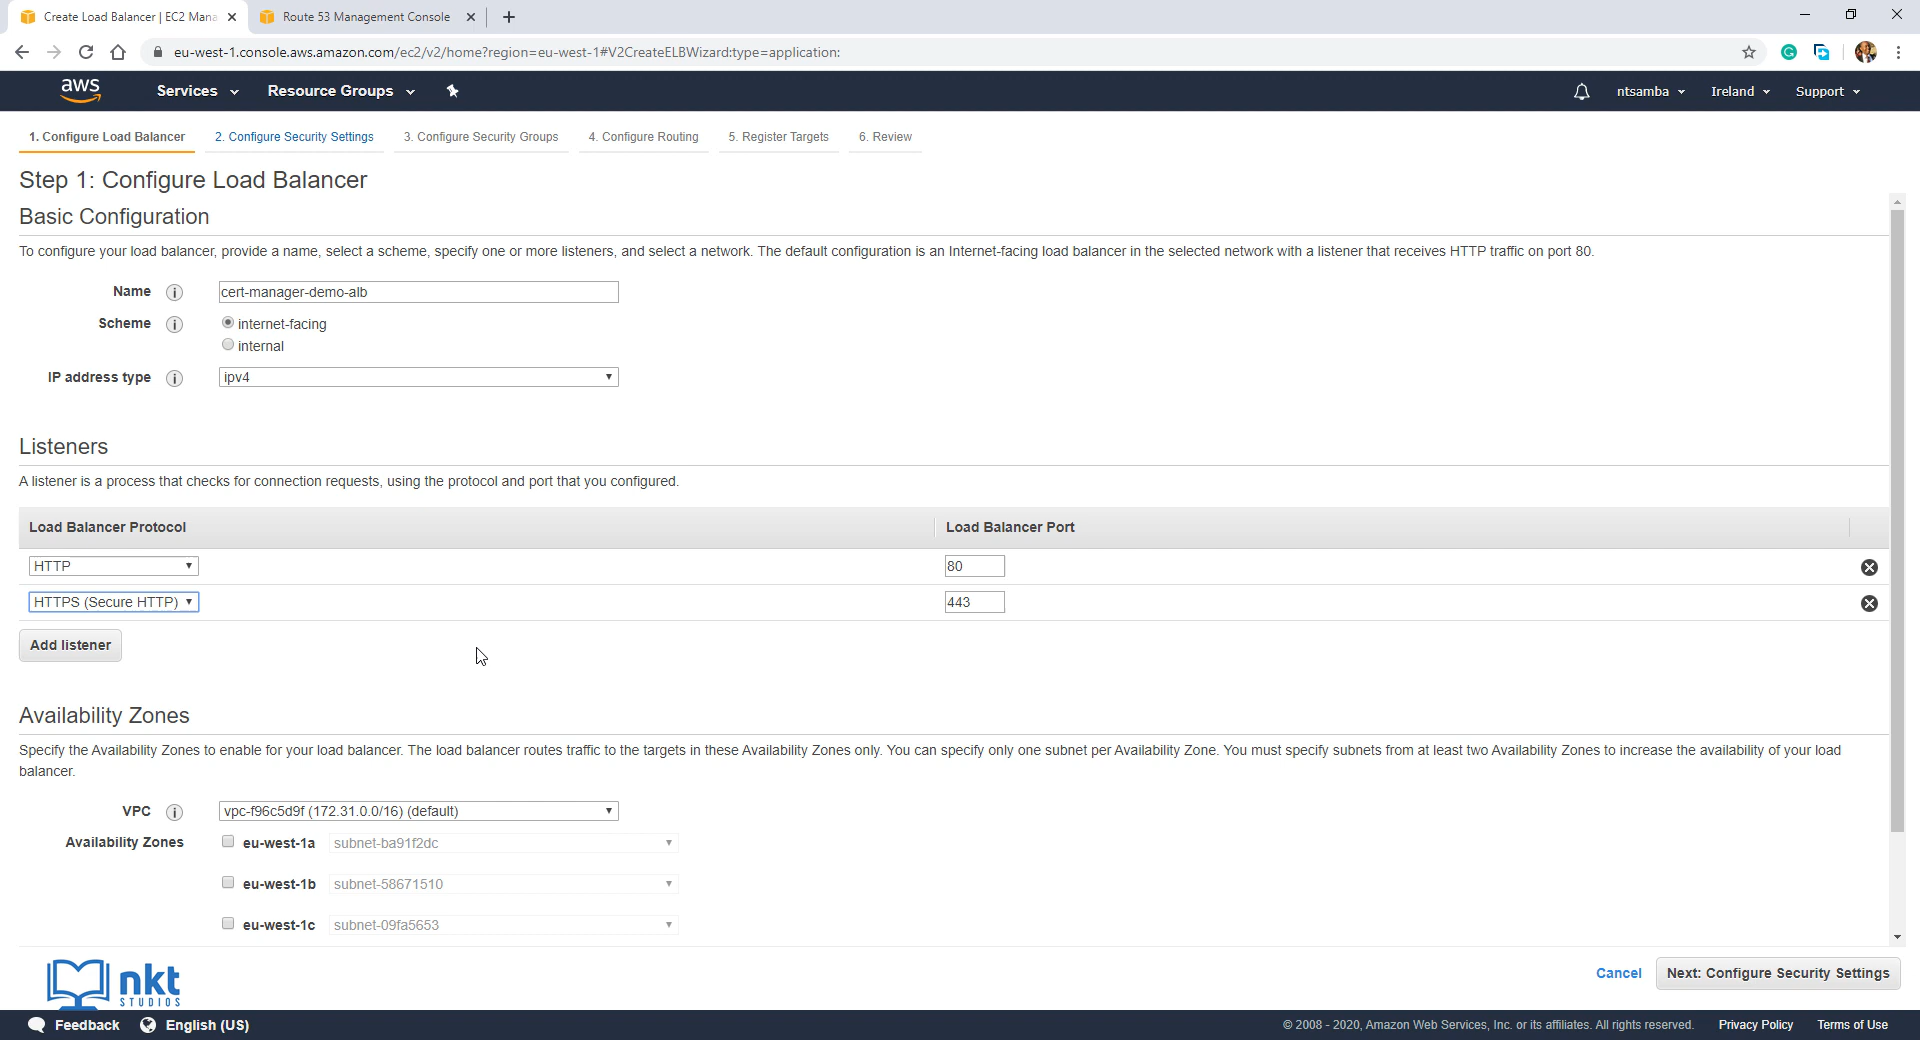 Create Load Balancer | EC2 Mana
Route 53 Management Console
eu-west-1.console.aws.amazon.com/ec2/v2/home?region=eu-west-1#V2CreateELBWizard:type=application:
aws
Services
Resource Groups
ntsamba
Ireland
Support
1. Configure Load Balancer
2. Configure Security Settings
3. Configure Security Groups
4. Configure Routing
5. Register Targets
6. Review
Step 1: Configure Load Balancer
Basic Configuration
To configure your load balancer, provide a name, select a scheme, specify one or more listeners, and select a network. The default configuration is an Internet-facing load balancer in the selected network with a listener that receives HTTP traffic on port 80.
Name
cert-manager-demo-alb
Scheme
internet-facing
internal
IP address type
ipv4
Listeners
A listener is a process that checks for connection requests, using the protocol and port that you configured.
Load Balancer Protocol
Load Balancer Port
HTTP
80
HTTPS (Secure HTTP)
443
Add listener
Availability Zones
Specify the Availability Zones to enable for your load balancer. The load balancer routes traffic to the targets in these Availability Zones only. You can specify only one subnet per Availability Zone. You must specify subnets from at least two Availability Zones to increase the availability of your load
balancer.
VPC
vpc-f96c5d9f (172.31.0.0/16) (default)
Availability Zones
eu-west-1a
subnet-ba91f2dc
eu-west-1b
subnet-58671510
eu-west-1c
subnet-09fa5653
nkt
STUDIOS
Cancel
Next: Configure Security Settings
Feedback
English (US)
© 2008 - 2020, Amazon Web Services, Inc. or its affiliates. All rights reserved.
Privacy Policy
Terms of Use